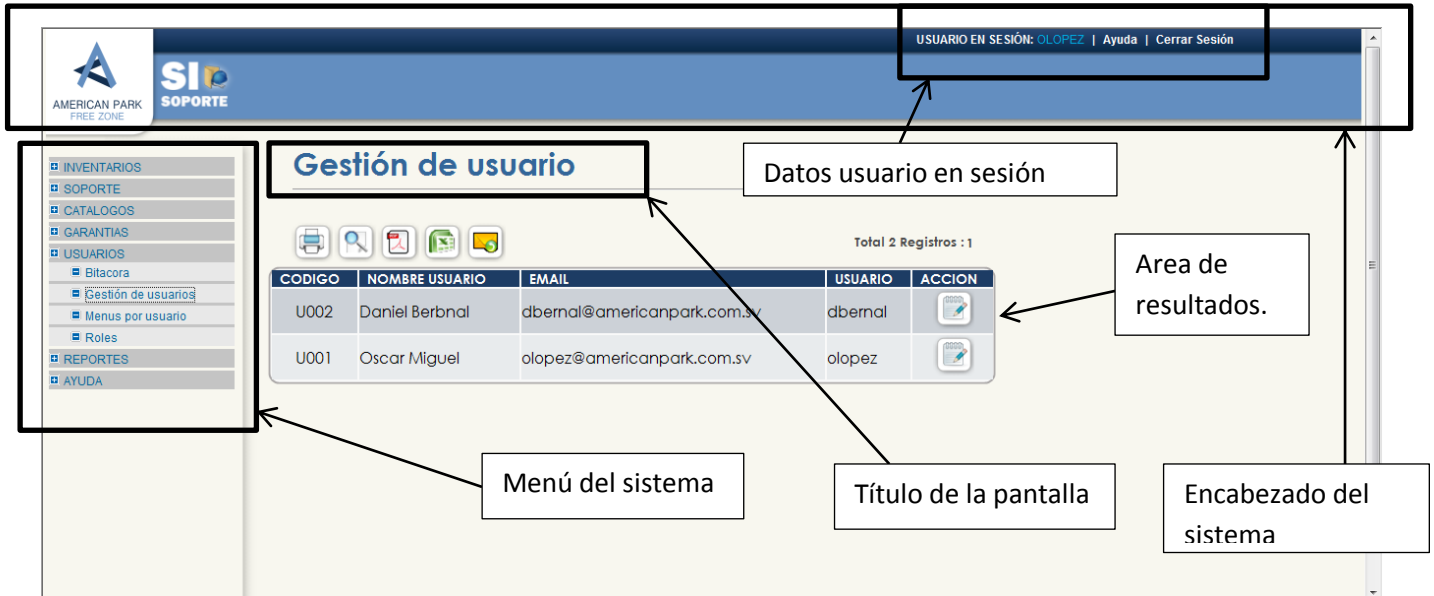 USUARIO EN SESIÓN: OLOPEZ | Ayuda | Cerrar Sesión
SI
SOPORTE
AMERICAN PARK
FREE ZONE
Gestión de usuario
Datos usuario en sesión
INVENTARIOS
SOPORTE
CATALOGOS
GARANTIAS
USUARIOS
Bitacora
Gestión de usuarios
Menus por usuario
Roles
REPORTES
AYUDA
Total 2 Registros : 1
CODIGO NOMBRE USUARIO EMAIL USUARIO ACCION
U002 Daniel Berbnal dbernal@americanpark.com.sv dbernal
U001 Oscar Miguel olopez@americanpark.com.sv olopez
Area de
resultados.
Menú del sistema
Título de la pantalla
Encabezado del
sistema